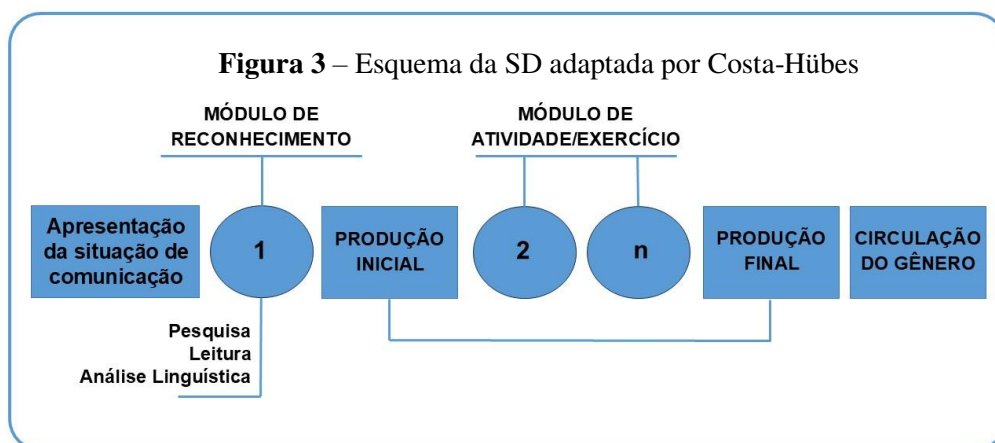 Figura 3 – Esquema da SD adaptada por Costa-Hübes
MÓDULO DE
RECONHECIMENTO
MÓDULO DE
ATIVIDADE/EXERCÍCIO
Apresentação
da situação de
comunicação
1
PRODUÇÃO
INICIAL
2
n
PRODUÇÃO
FINAL
CIRCULAÇÃO
DO GÊNERO
Pesquisa
Leitura
Análise Linguística